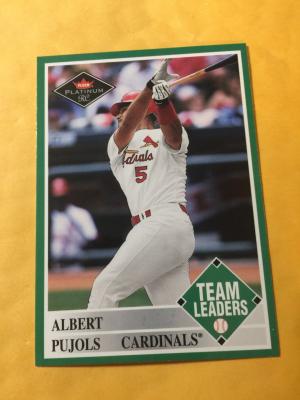 FLEER
PLATINUM
Cardinals
5
TEAM
LEADERS
ALBERT
PUJOLS CARDINALS®